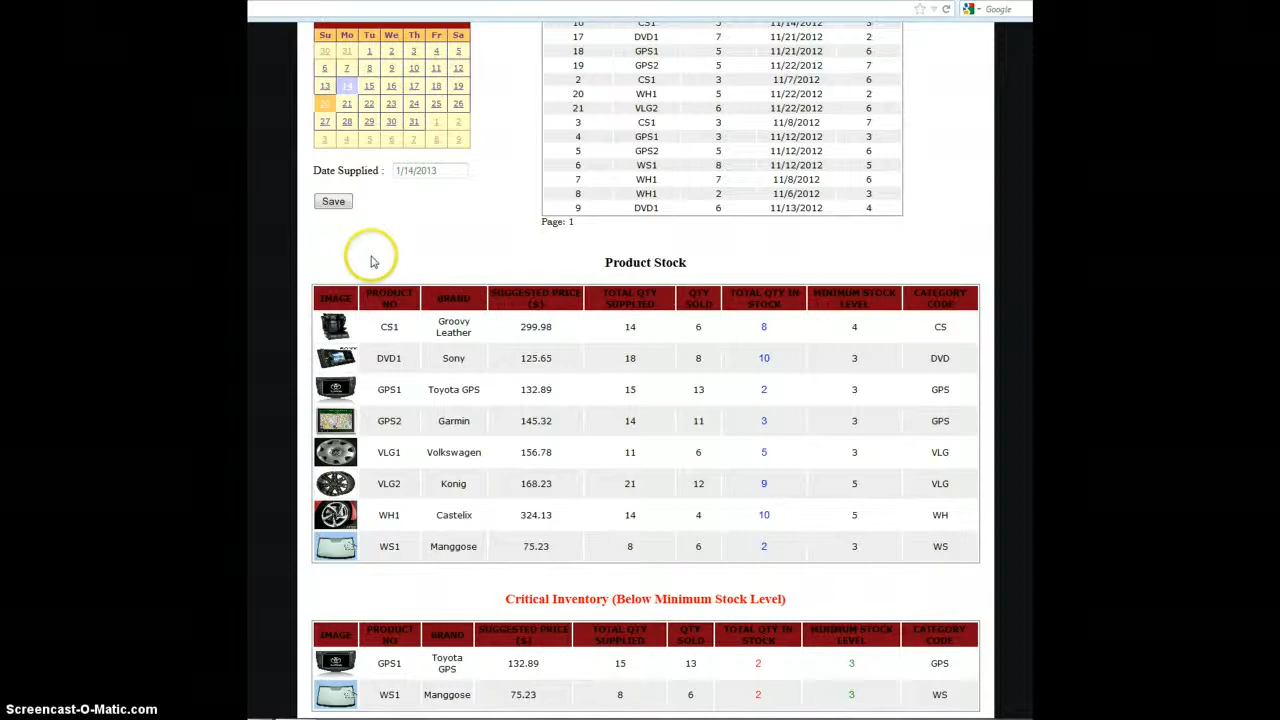 Google
Su Mo Tu We Th Fr Sa
30 31 1 2 3 4 5
6 7 8 9 10 11 12
13 14 15 16 17 18 19
20 21 22 23 24 25 26
27 28 29 30 31 1 2
3 4 5 6 7 8 9
Date Supplied : 1/14/2013
Save
16 CS1 5 11/14/2012 3
17 DVD1 7 11/21/2012 2
18 GPS1 5 11/21/2012 6
19 GPS2 5 11/22/2012 7
2 CS1 3 11/7/2012 6
20 WH1 5 11/22/2012 2
21 VLG2 6 11/22/2012 6
3 CS1 3 11/8/2012 7
4 GPS1 3 11/12/2012 3
5 GPS2 5 11/12/2012 6
6 WS1 8 11/12/2012 5
7 WH1 7 11/8/2012 6
8 WH1 2 11/6/2012 3
9 DVD1 6 11/13/2012 4
Page: 1
Product Stock
IMAGE PRODUCT NO BRAND SUGGESTED PRICE ($) TOTAL QTY SUPPLIED QTY SOLD TOTAL QTY IN STOCK MINIMUM STOCK LEVEL CATEGORY CODE
CS1 Groovy Leather 299.98 14 6 8 4 CS
DVD1 Sony 125.65 18 8 10 3 DVD
GPS1 Toyota GPS 132.89 15 13 2 3 GPS
GPS2 Garmin 145.32 14 11 3 3 GPS
VLG1 Volkswagen 156.78 11 6 5 3 VLG
VLG2 Konig 168.23 21 12 9 5 VLG
WH1 Castelix 324.13 14 4 10 5 WH
WS1 Manggose 75.23 8 6 2 3 WS
Critical Inventory (Below Minimum Stock Level)
IMAGE PRODUCT NO BRAND SUGGESTED PRICE ($) TOTAL QTY SUPPLIED QTY SOLD TOTAL QTY IN STOCK MINIMUM STOCK LEVEL CATEGORY CODE
GPS1 Toyota GPS 132.89 15 13 2 3 GPS
WS1 Manggose 75.23 8 6 2 3 WS
Screencast-O-Matic.com